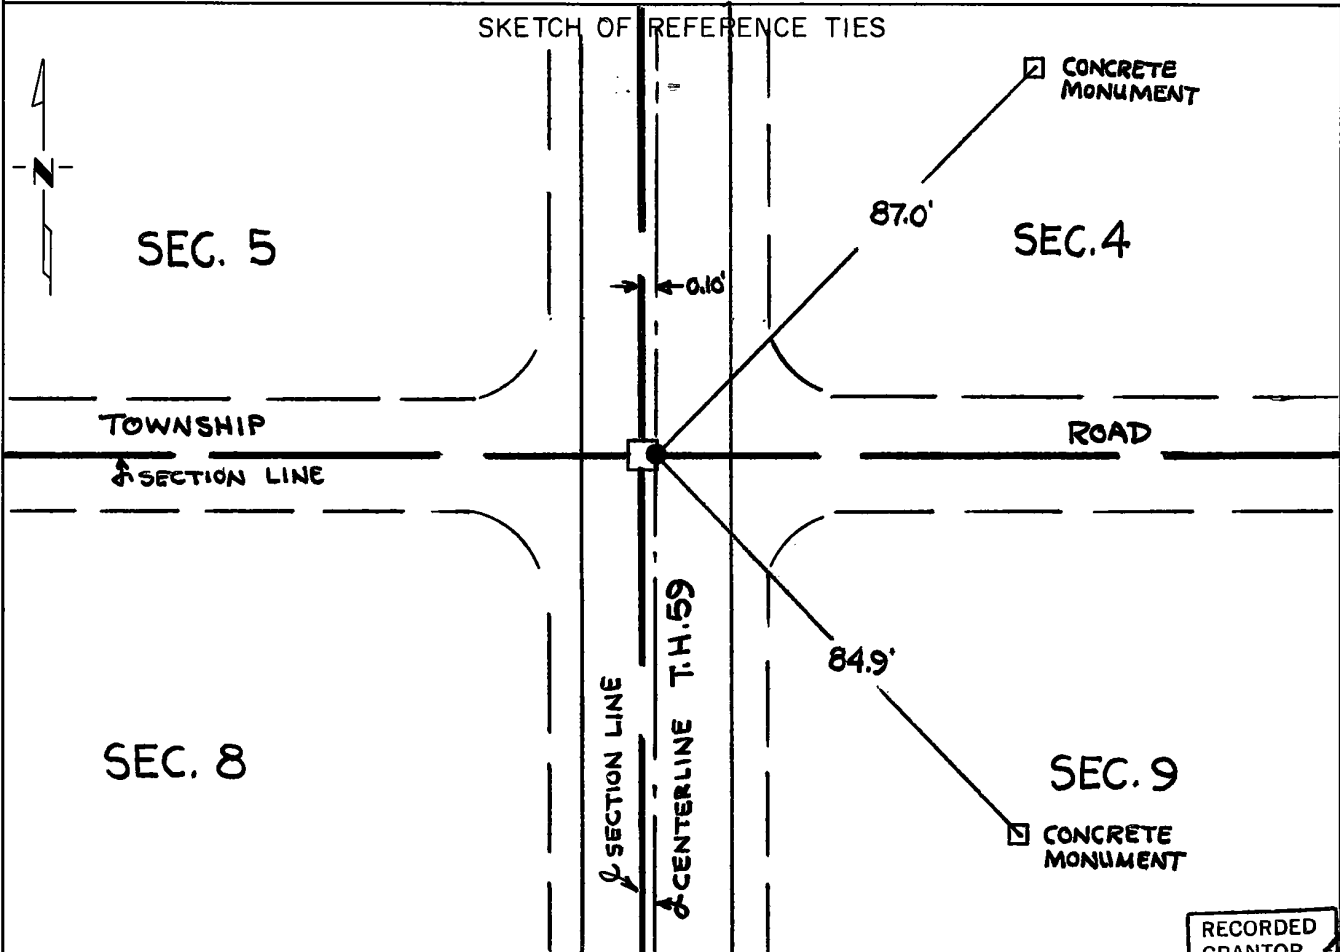 SKETCH OF REFERENCE TIES
CONCRETE
MONUMENT
N
87.0'
SEC. 5
SEC. 4
0.10'
TOWNSHIP
ROAD
SECTION LINE
84.9'
SECTION LINE
CENTERLINE T.H. 59
SEC. 8
SEC. 9
CONCRETE
MONUMENT
RECORDED
GRANTOR